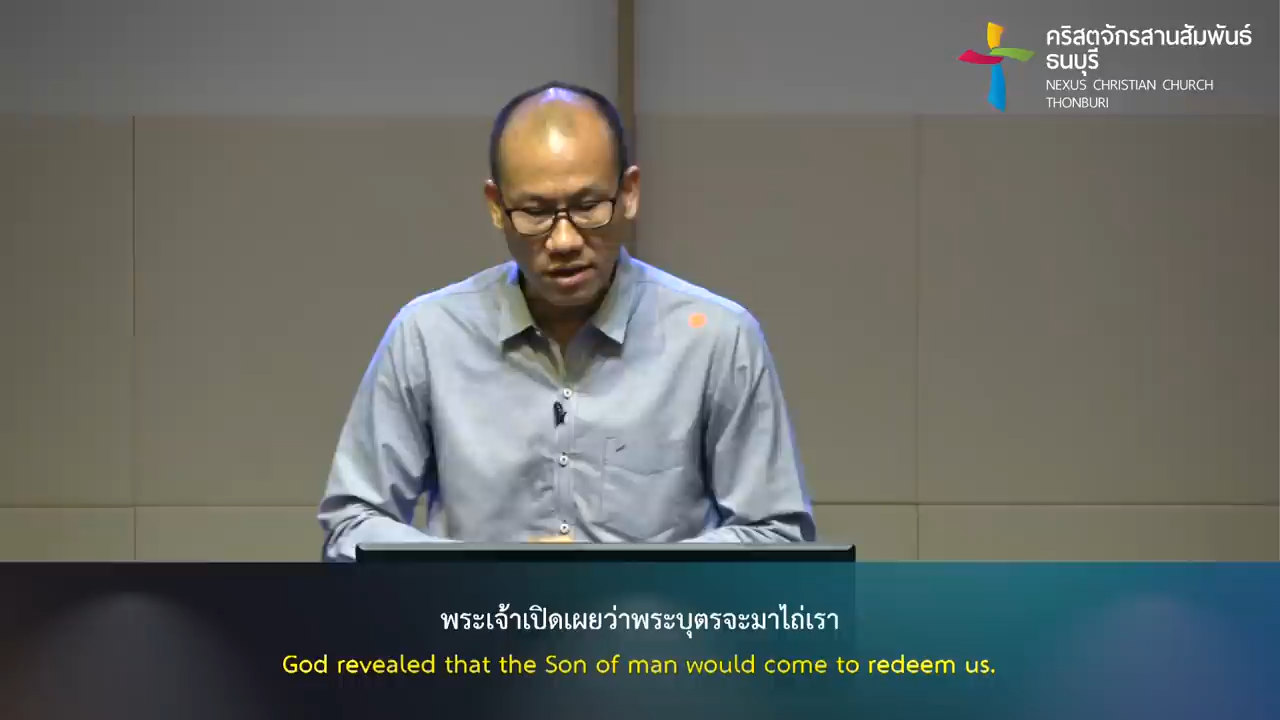 คริสตจักรสานสัมพันธ์
ธนบุรี
NEXUS CHRISTIAN CHURCH
THONBURI
พระเจ้าเปิดเผยว่าพระบุตรจะมาไถ่เรา
God revealed that the Son of man would come to redeem us.